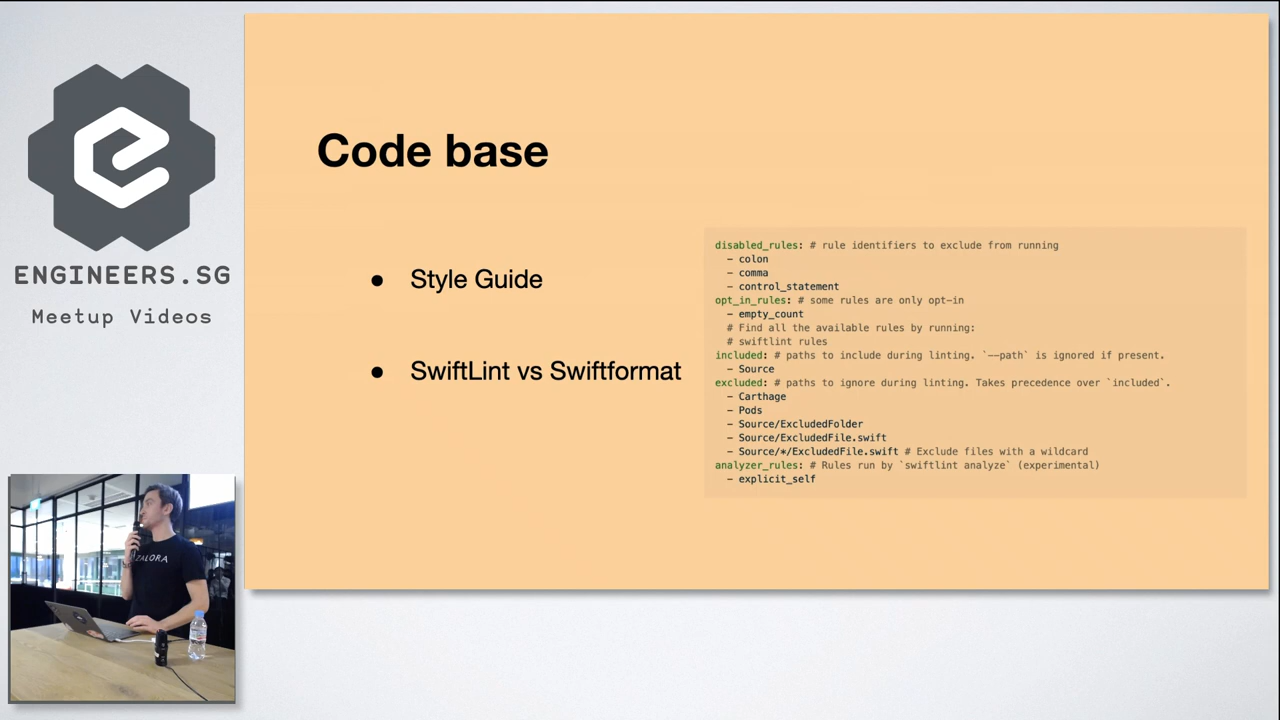 ENGINEERS.SG
Meetup Videos
Code base
● Style Guide
● SwiftLint vs Swiftformat
disabled_rules: # rule identifiers to exclude from running
– colon
– comma
– control_statement
opt_in_rules: # some rules are only opt-in
– empty_count
# Find all the available rules by running:
# swiftlint rules
included: # paths to include during linting. `--path` is ignored if present.
– Source
excluded: # paths to ignore during linting. Takes precedence over `included`.
– Carthage
– Pods
– Source/ExcludedFolder
– Source/ExcludedFile.swift
– Source/*/ExcludedFile.swift # Exclude files with a wildcard
analyzer_rules: # Rules run by `swiftlint analyze` (experimental)
– explicit_self
ZALORA